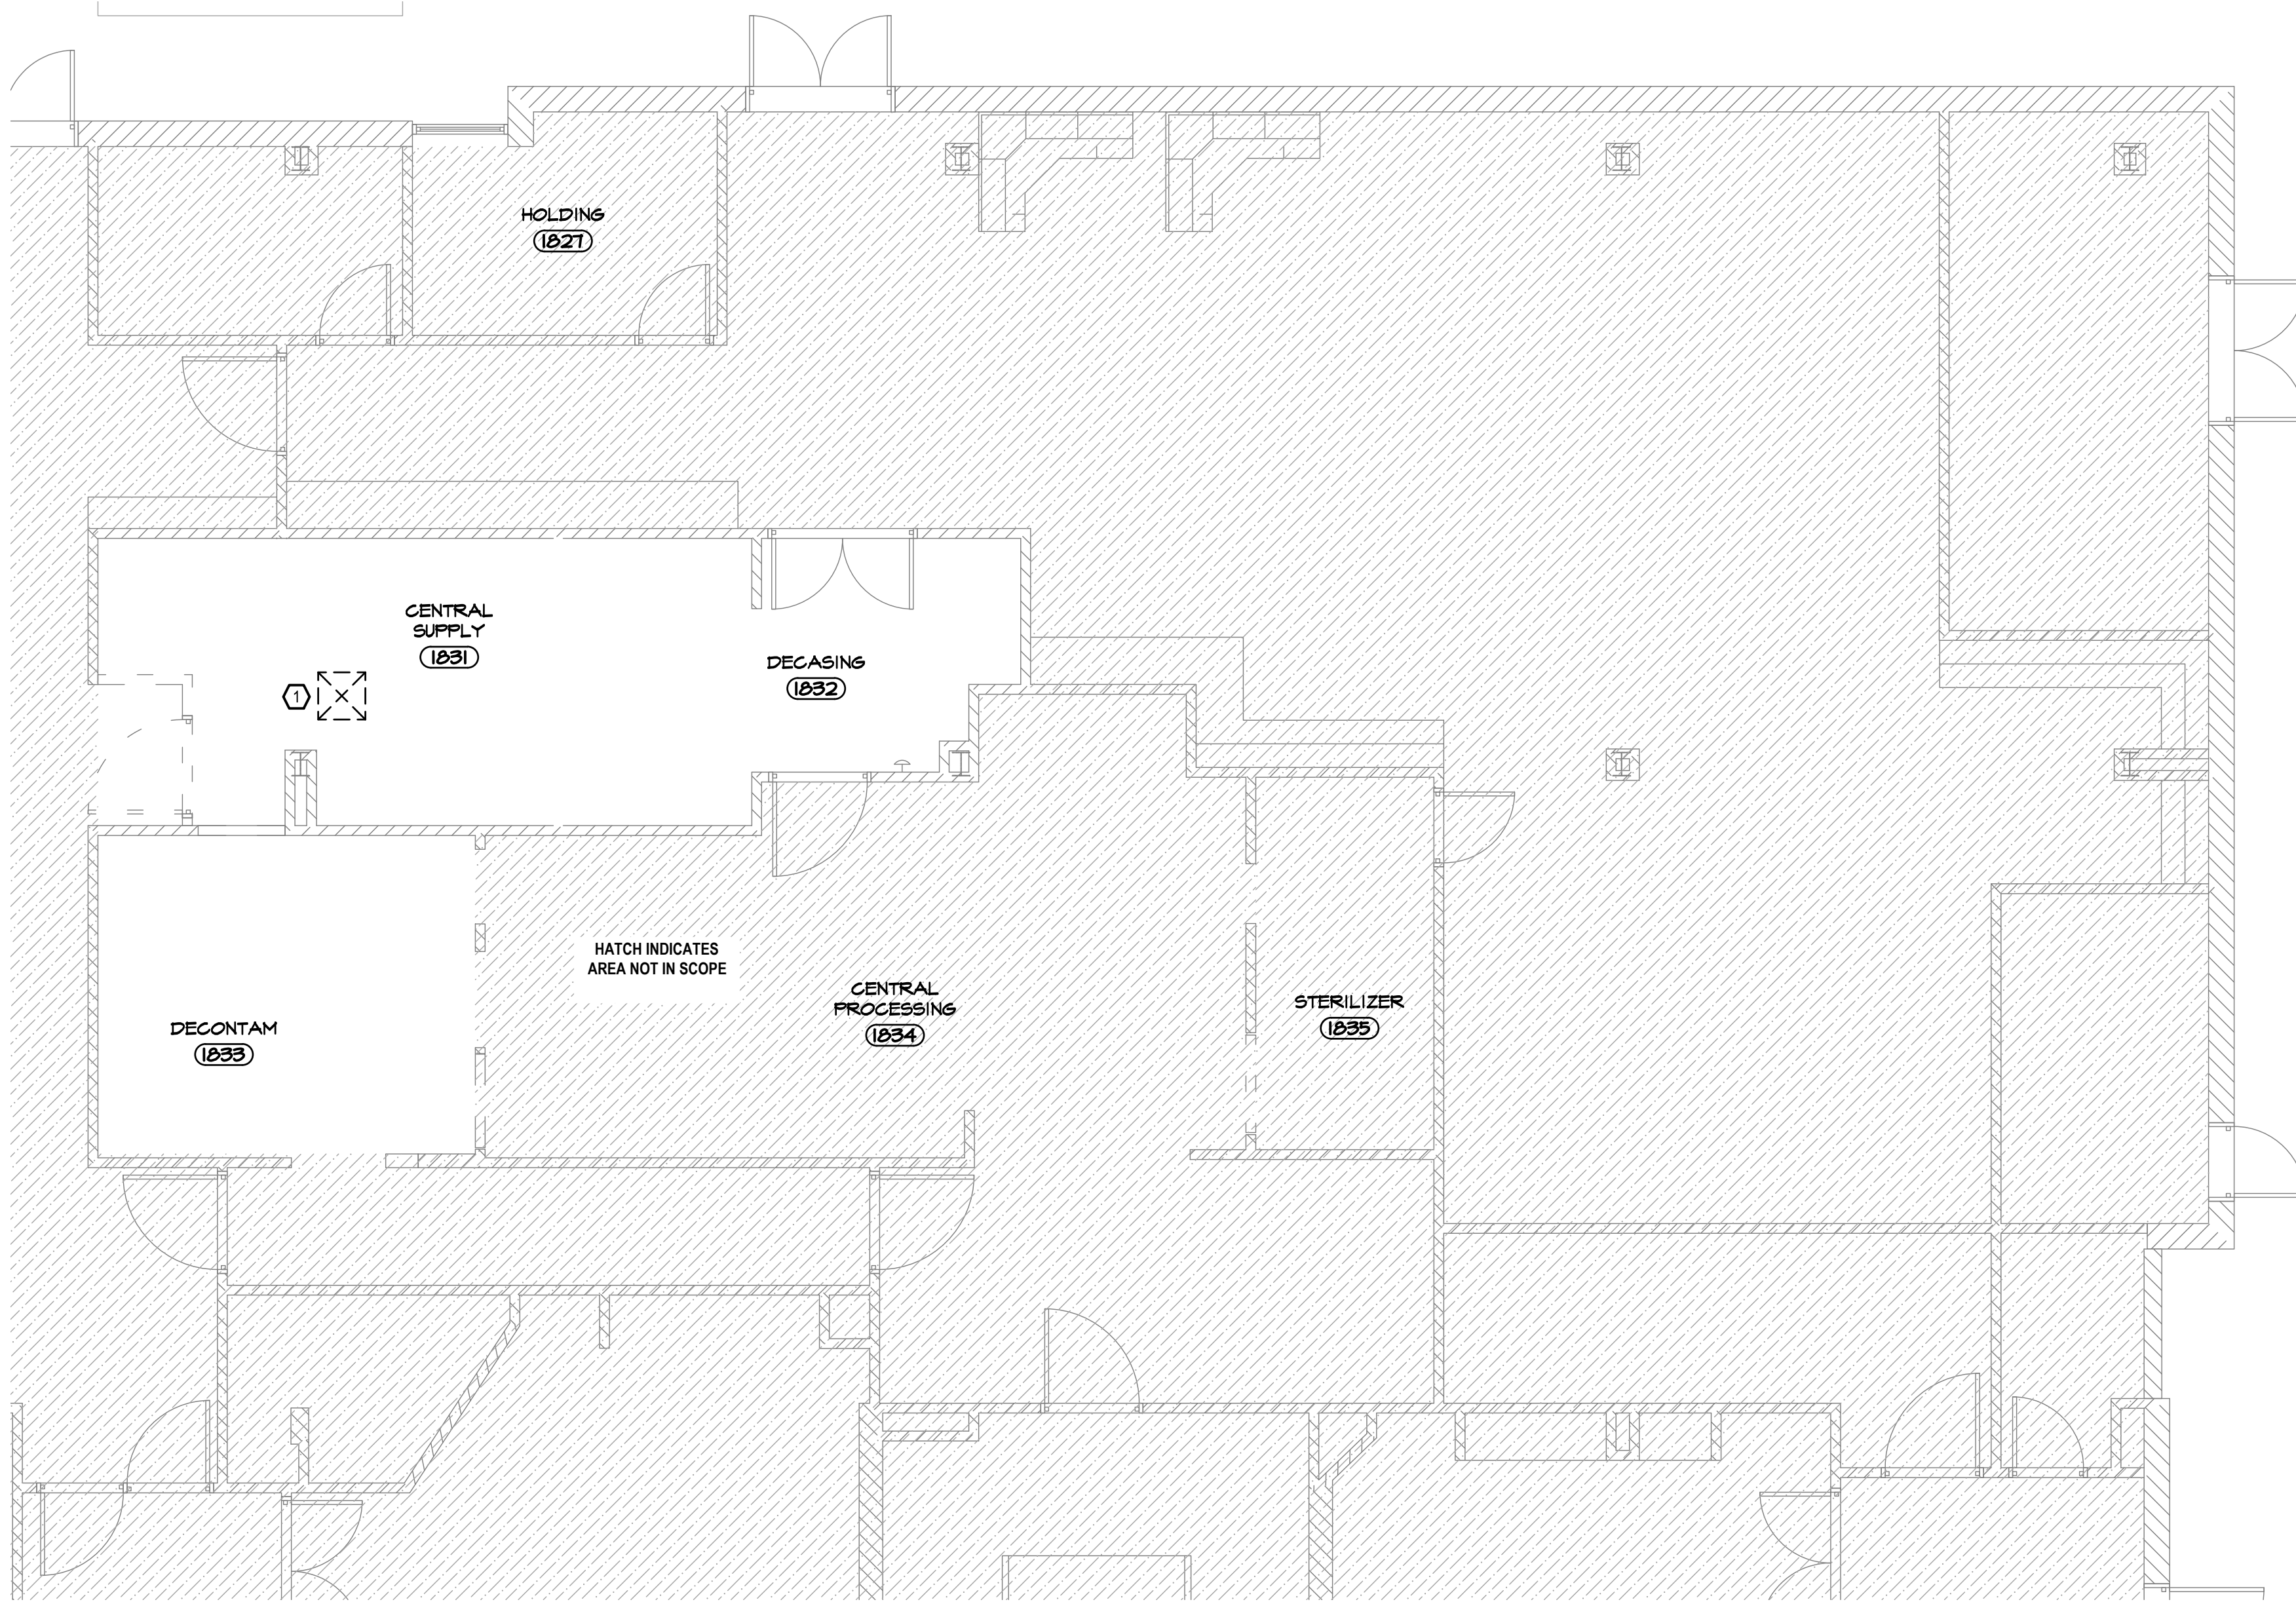 HOLDING
1827
CENTRAL
SUPPLY
1831
1
DECASING
1832
HATCH INDICATES
AREA NOT IN SCOPE
CENTRAL
PROCESSING
1834
STERILIZER
1835
DECONTAM
1833